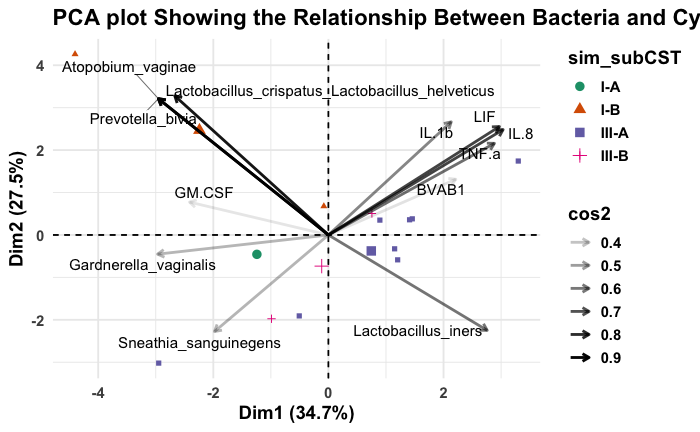 PCA plot Showing the Relationship Between Bacteria and Cy
sim_subCST
I-A
I-B
III-A
III-B
cos2
0.4
0.5
0.6
0.7
0.8
0.9
Atopobium_vaginae
Lactobacillus_crispatus_Lactobacillus_helveticus
Prevotella_bivia
IL.1b
LIF
IL.8
TNF.a
BVAB1
GM.CSF
Gardnerella_vaginalis
Sneathia_sanguinegens
Lactobacillus_iners
4
2
0
-2
-4
-2
0
2
Dim1 (34.7%)
Dim2 (27.5%)